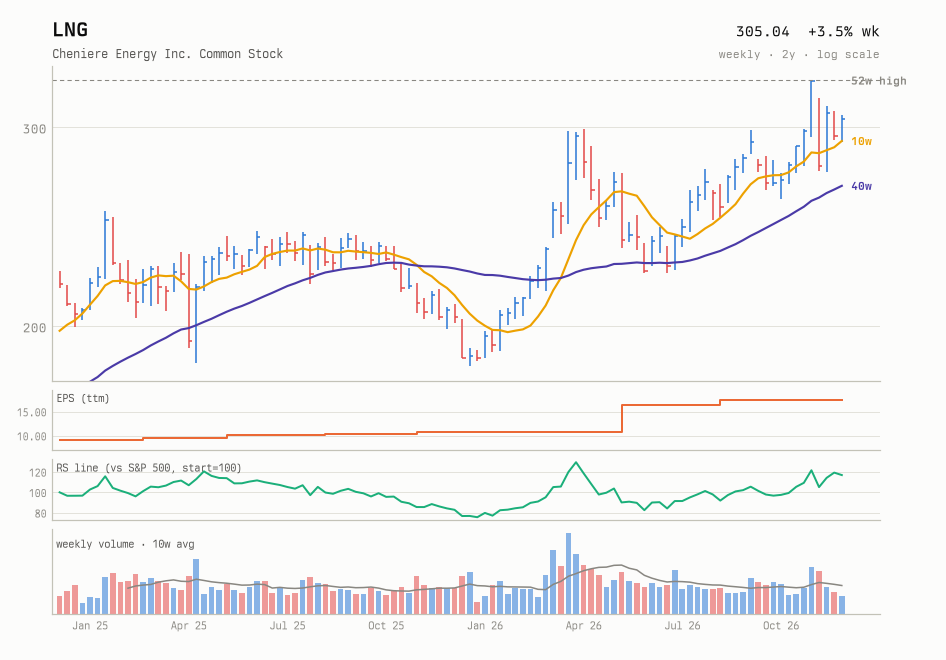 LNG
305.04 +3.5% wk
Cheniere Energy Inc. Common Stock
weekly · 2y · log scale
52w high
300
10w
40w
200
EPS (ttm)
15.00
10.00
RS line (vs S&P 500, start=100)
120
100
80
weekly volume · 10w avg
Jan 25 Apr 25 Jul 25 Oct 25 Jan 26 Apr 26 Jul 26 Oct 26